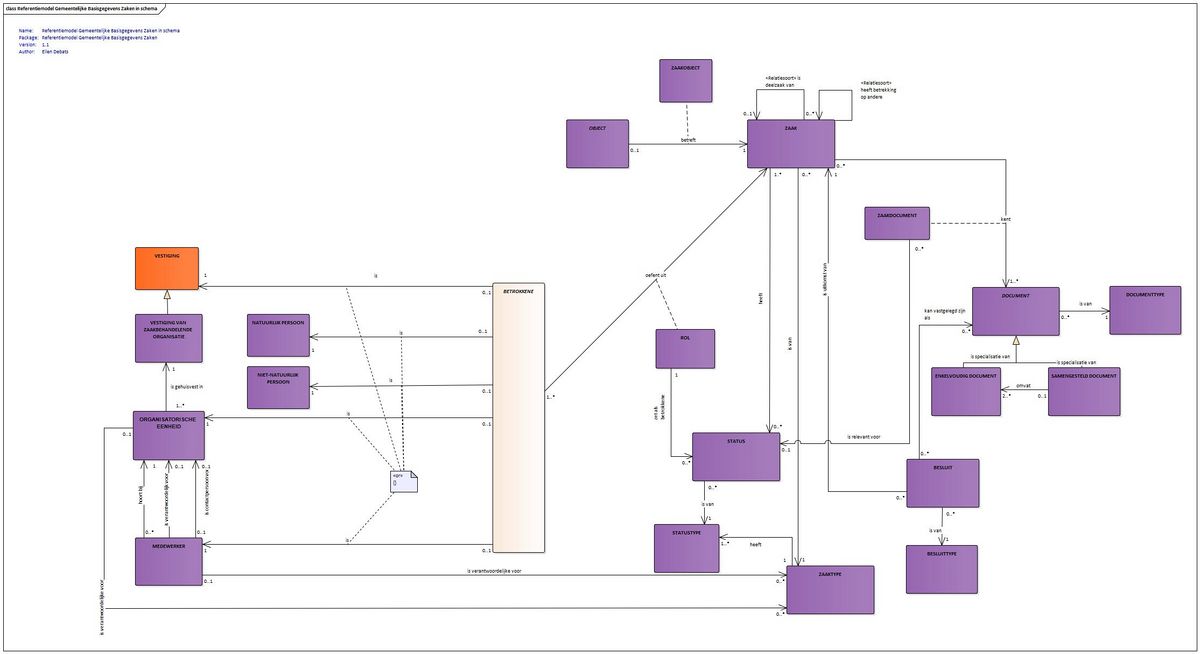 class Referentiemodel Gemeentelijke Basisgegevens Zaken in schema
Name: Referentiemodel Gemeentelijke Basisgegevens Zaken in schema
Package: Referentiemodel Gemeentelijke Basisgegevens Zaken
Version: 1.1
Author: Ellen Debats
ZAAKOBJECT
«Relatiesoort» is
deelzaak van
«Relatiesoort»
heeft betrekking
op andere
0..1
0..*
OBJECT
betreft
0..1
1
ZAAK
0..*
1..*
0..*
1
ZAAKDOCUMENT
kent
0..*
1..*
VESTIGING
1
is
0..1
BETROKKENE
oefent uit
1..*
heeft
is van
is uitkomst van
DOCUMENT
is van
0..*
1
DOCUMENTTYPE
kan vastgelegd zijn
als
0..*
VESTIGING VAN
ZAAKBEHANDELENDE
ORGANISATIE
NATUURLIJK PERSOON
is
1
0..1
ROL
1
is specialisatie van
is specialisatie van
ENKELVOUDIG DOCUMENT
SAMENGESTELD DOCUMENT
omvat
2..*
0..1
NIET-NATUURLIJK
PERSOON
is
1
0..1
1
is gehuisvest in
1..*
ORGANISATORISCHE
EENHEID
0..1
1
is
0..1
betrokkene
0..*
0..*
STATUS
0..1
is relevant voor
0..*
BESLUIT
0..*
0..*
1
0..1
0..1
hoort bij
is verantwoordelijk voor
is contactpersoon voor
«or»
{}
0..*
is van
1
0..*
is van
1
0..*
0..1
MEDEWERKER
1
is
0..1
STATUSTYPE
1..*
heeft
1
1
BESLUITTYPE
0..1
is verantwoordelijke voor
0..*
ZAAKTYPE
is verantwoordelijke voor
0..*